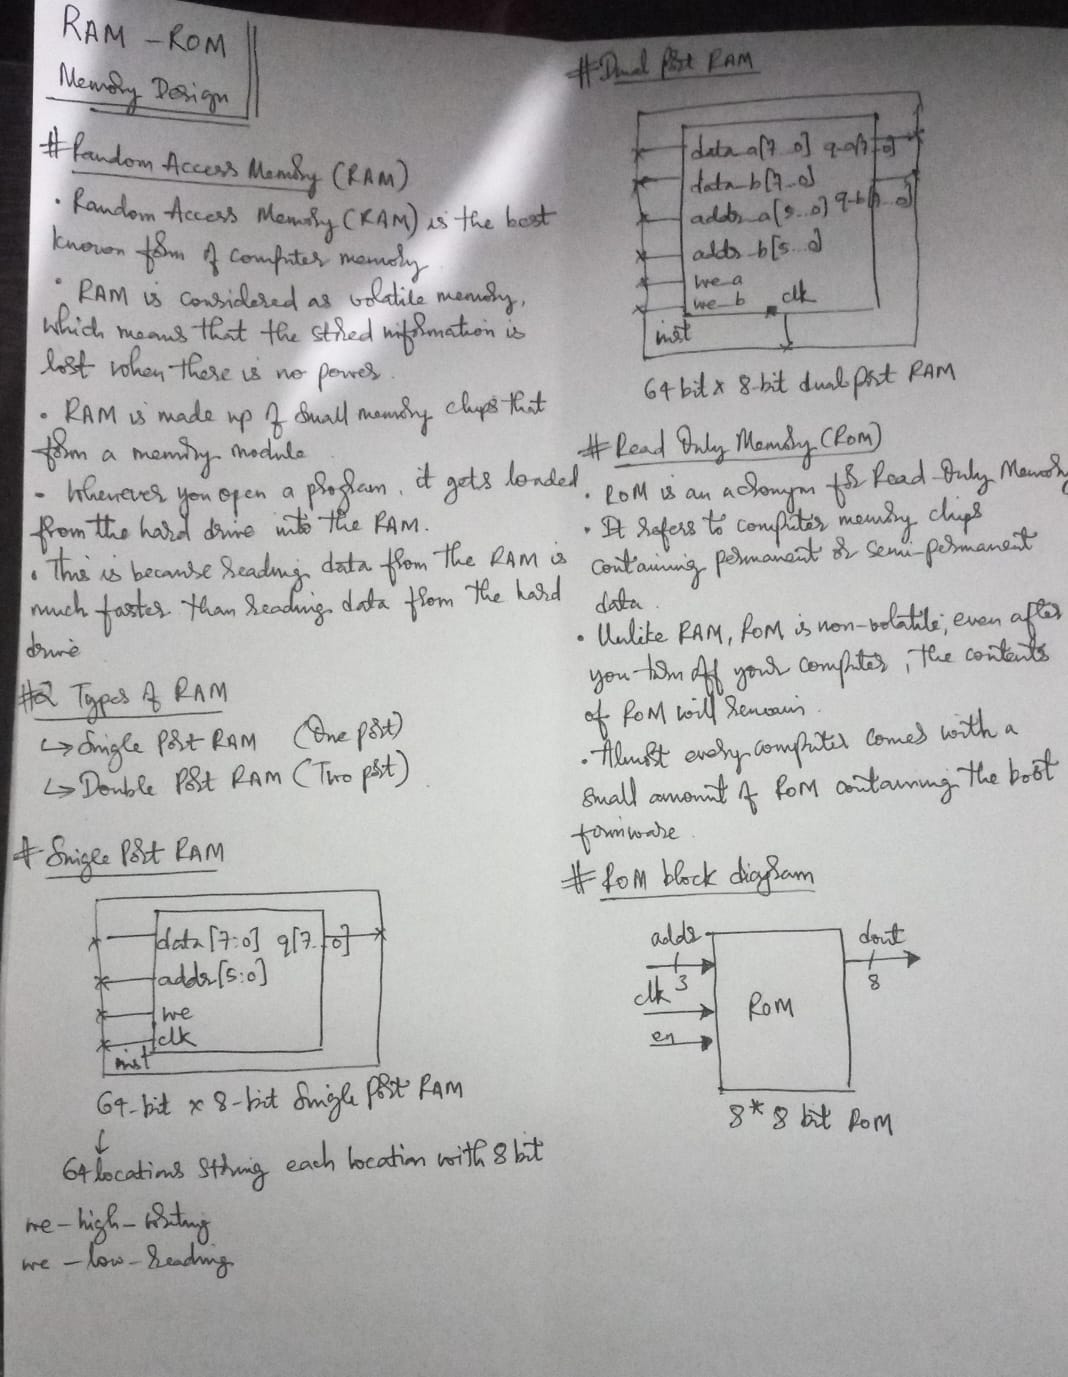 RAM - ROM
Memory Design
# Random Access Memory (RAM)
• Random Access Memory (RAM) is the best
known form of computer memory
• RAM is considered as volatile memory,
which means that the stored information is
lost when there is no power.
• RAM is made up of small memory chips that
form a memory module
• Whenever you open a program, it gets loaded
from the hard drive into the RAM.
• This is because reading data from the RAM is
much faster than reading data from the hard
drive
#2 Types of RAM
↳ Single Port RAM (One port)
↳ Double Port RAM (Two port)
# Single Port RAM
data [7:0] q[7..0]
addr[5:0]
we
clk
inst
64-bit x 8-bit Single Port RAM
↓
64 locations storing each location with 8 bit
we - high - writing
we - low - reading
# Dual Port RAM
data_a[7..0] q_a[7..0]
data_b[7..0]
addr_a[5..0] q_b[7..0]
addr_b[5..0]
we_a
we_b clk
inst
64 bit x 8-bit dual port RAM
# Read Only Memory (ROM)
• ROM is an acronym for Read-Only Memory
• It refers to computer memory chips
containing permanent or semi-permanent
data.
• Unlike RAM, ROM is non-volatile; even after
you turn off your computer, the contents
of ROM will remain.
• Almost every computer comes with a
small amount of ROM containing the boot
firmware.
# ROM block diagram
addr dout
3 8
clk ROM
en
8*8 bit ROM